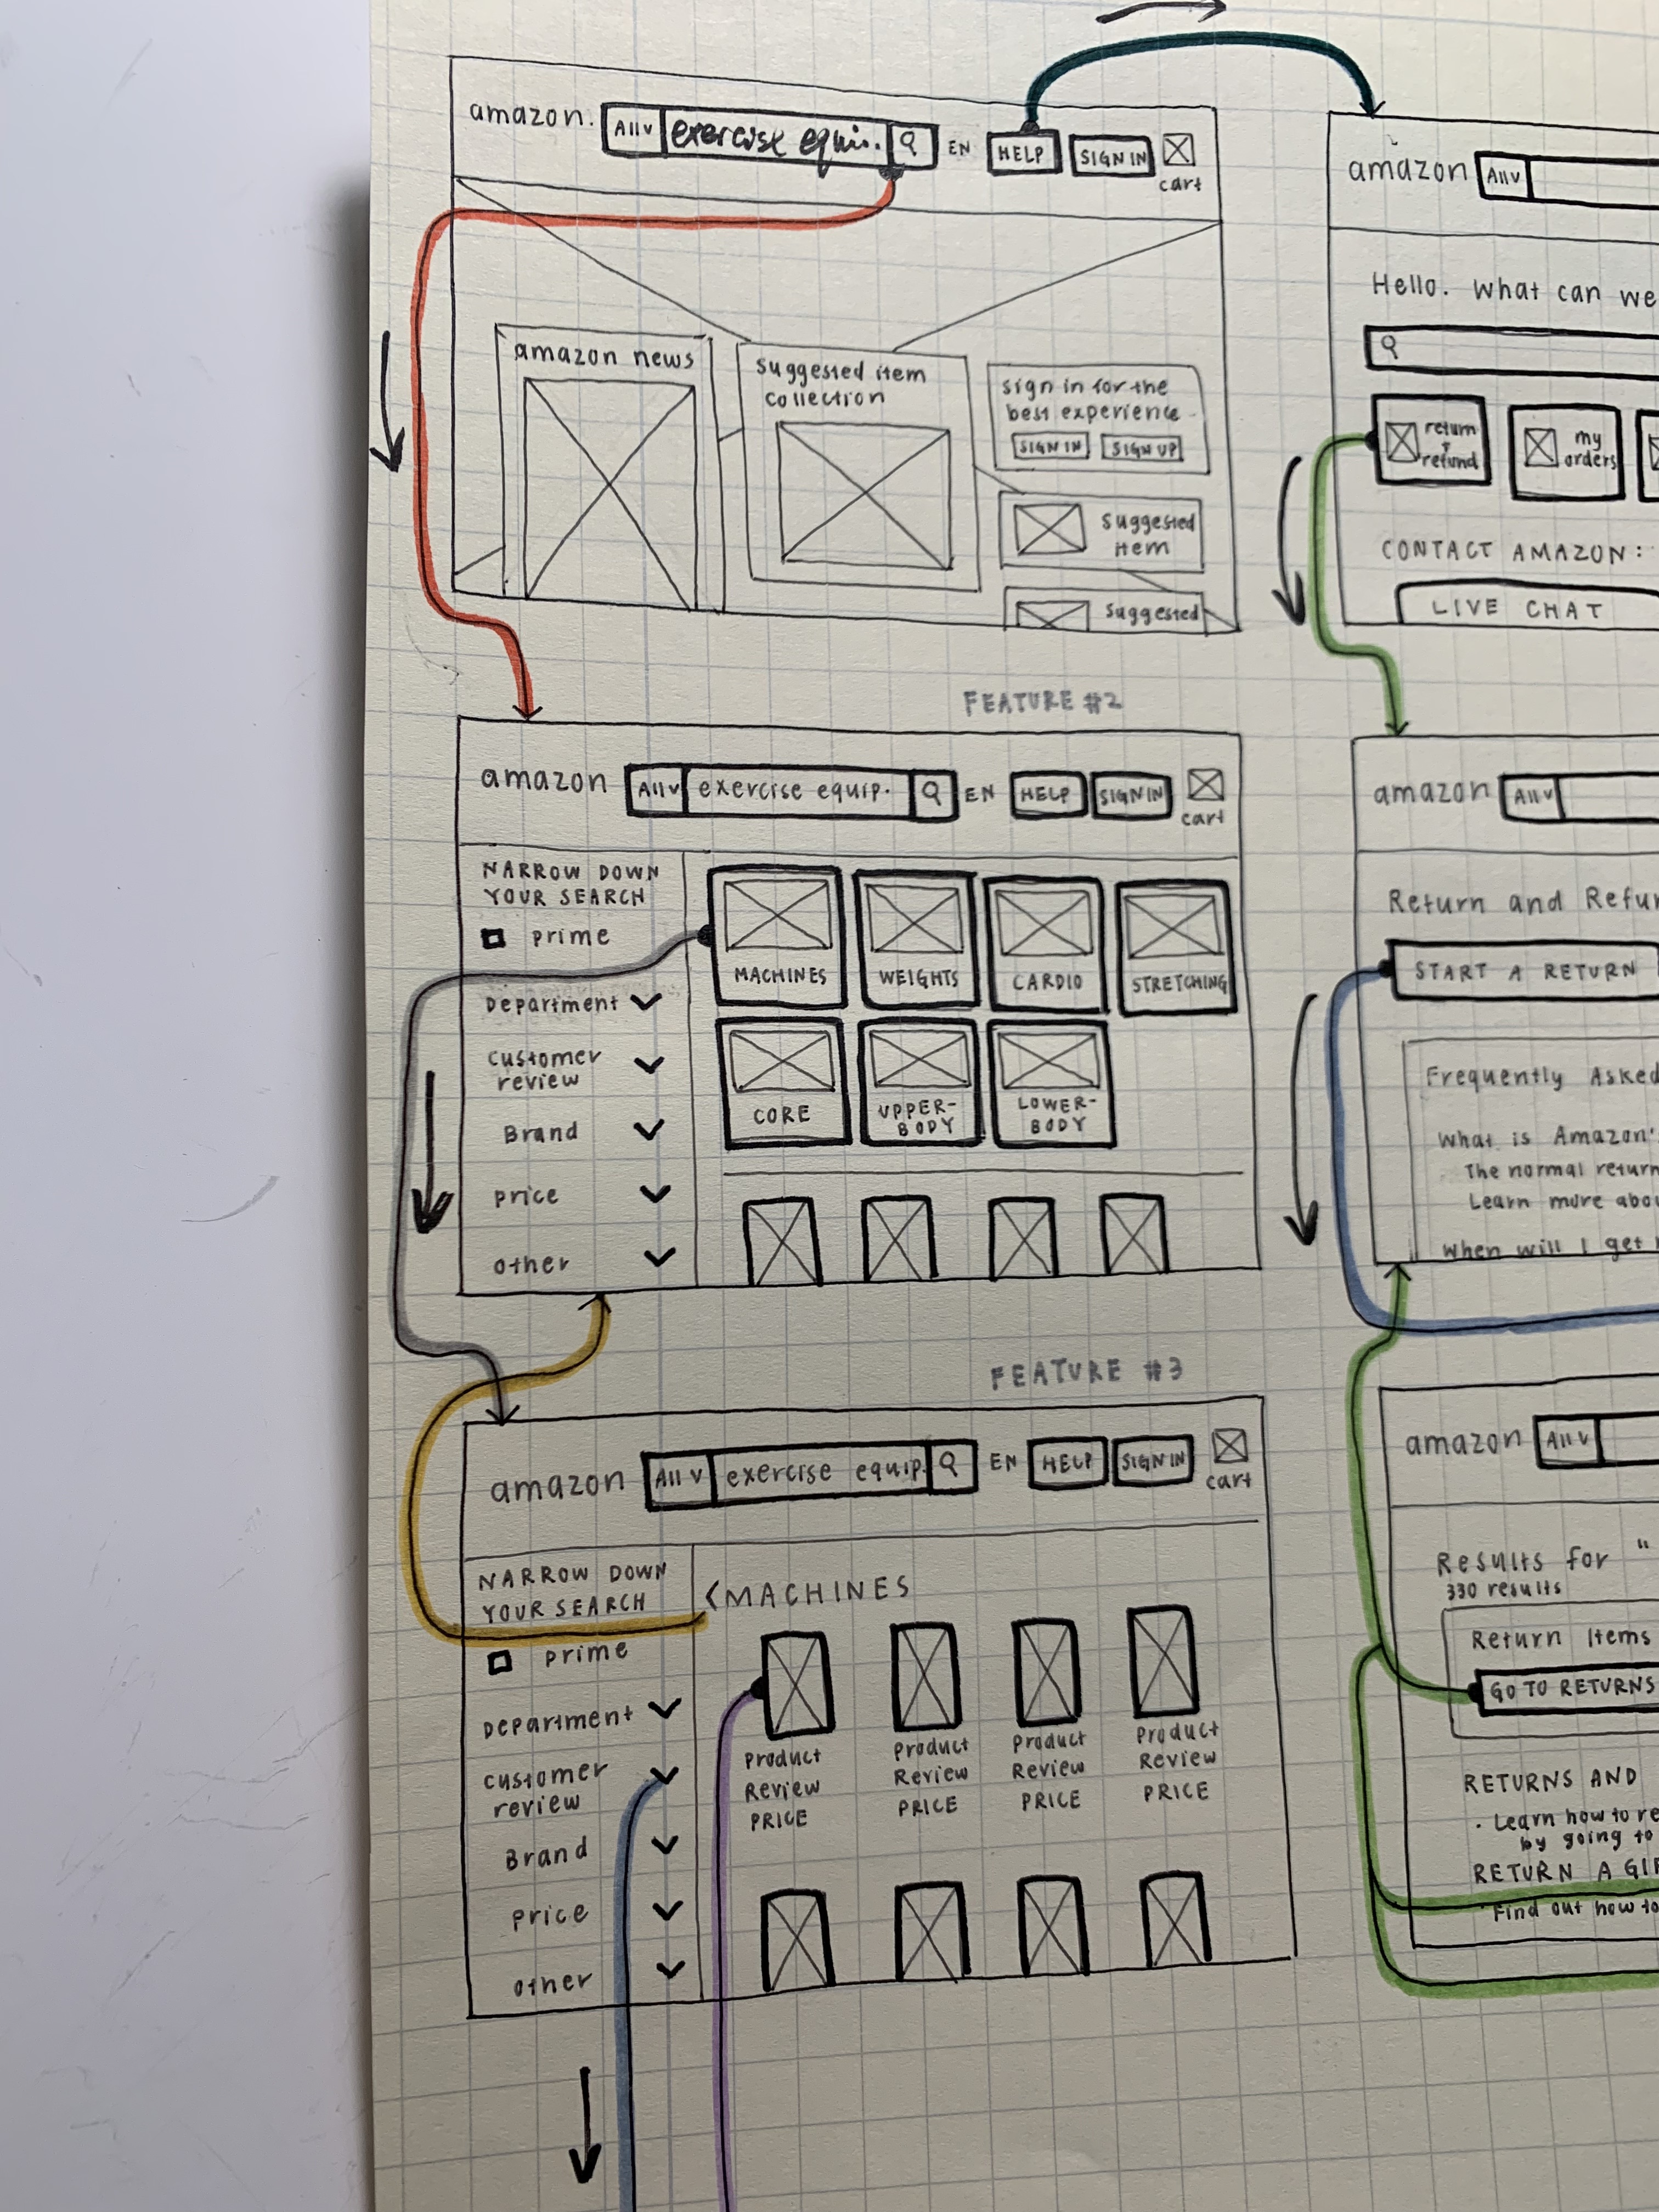 amazon.
All v
exercise equip.
EN
HELP
SIGN IN
cart
amazon news
Suggested item
collection
sign in for the
best experience
SIGN IN
SIGN UP
Suggested
item
Suggested
FEATURE #2
amazon
All v
exercise equip.
EN
HELP
SIGN IN
cart
NARROW DOWN
YOUR SEARCH
prime
Department
customer
review
Brand
price
other
MACHINES
WEIGHTS
CARDIO
STRETCHING
CORE
UPPER-
BODY
LOWER-
BODY
FEATURE #3
amazon
All v
exercise equip.
EN
HELP
SIGN IN
cart
NARROW DOWN
YOUR SEARCH
prime
Department
customer
review
Brand
price
other
<MACHINES
Product
Review
PRICE
Product
Review
PRICE
Product
Review
PRICE
Product
Review
PRICE
amazon
All v
Hello. What can we
return
+
refund
my
orders
CONTACT AMAZON:
LIVE CHAT
amazon
All v
Return and Refun
START A RETURN
Frequently Asked
What is Amazon's
The normal return
Learn more abou
When will I get
amazon
All v
Results for "
330 results
Return Items
GO TO RETURNS
RETURNS AND
· Learn how to re
by going to
RETURN A GIF
· Find out how to